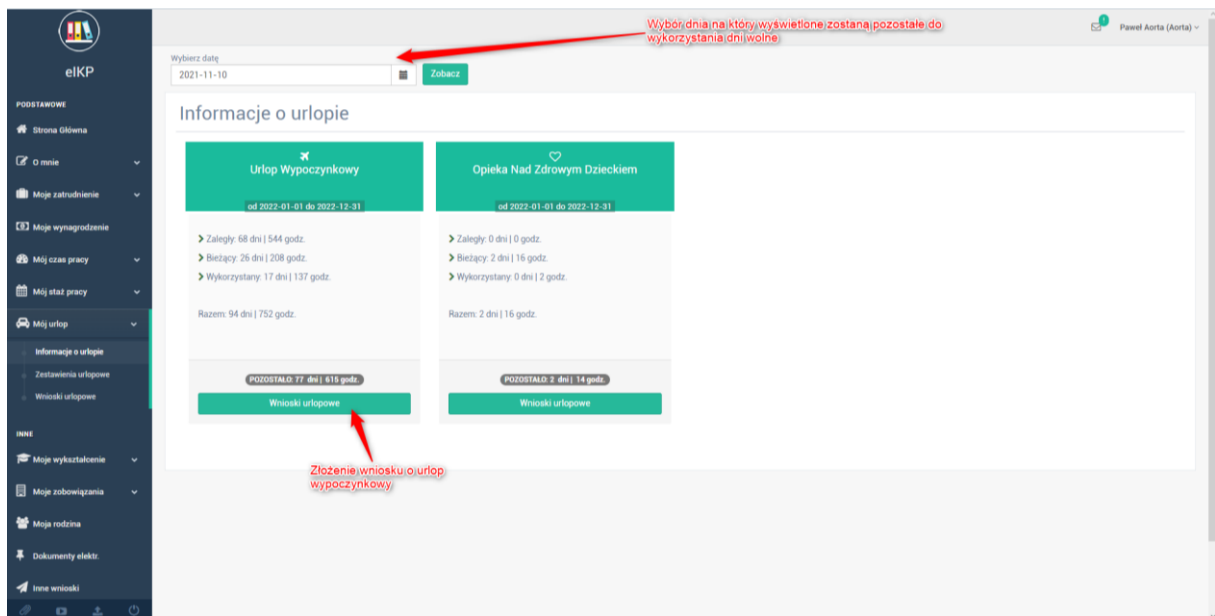 Wybór dnia na który wyświetlone zostaną pozostałe do
wykorzystania dni wolne
Paweł Aorta (Aorta)
eIKP
Wybierz datę
2021-11-10
Zobacz
PODSTAWOWE
Strona Główna
O mnie
Moje zatrudnienie
Moje wynagrodzenie
Mój czas pracy
Mój staż pracy
Mój urlop
Informacje o urlopie
Zestawienia urlopowe
Wnioski urlopowe
INNE
Moje wykształcenie
Moje zobowiązania
Moja rodzina
Dokumenty elektr.
Inne wnioski
Informacje o urlopie
Urlop Wypoczynkowy
od 2022-01-01 do 2022-12-31
Zaległy: 68 dni | 544 godz.
Bieżący: 26 dni | 208 godz.
Wykorzystany: 17 dni | 137 godz.
Razem: 94 dni | 752 godz.
POZOSTAŁO: 77 dni | 615 godz.
Wnioski urlopowe
Opieka Nad Zdrowym Dzieckiem
od 2022-01-01 do 2022-12-31
Zaległy: 0 dni | 0 godz.
Bieżący: 2 dni | 16 godz.
Wykorzystany: 0 dni | 2 godz.
Razem: 2 dni | 16 godz.
POZOSTAŁO: 2 dni | 14 godz.
Wnioski urlopowe
Złożenie wniosku o urlop
wypoczynkowy